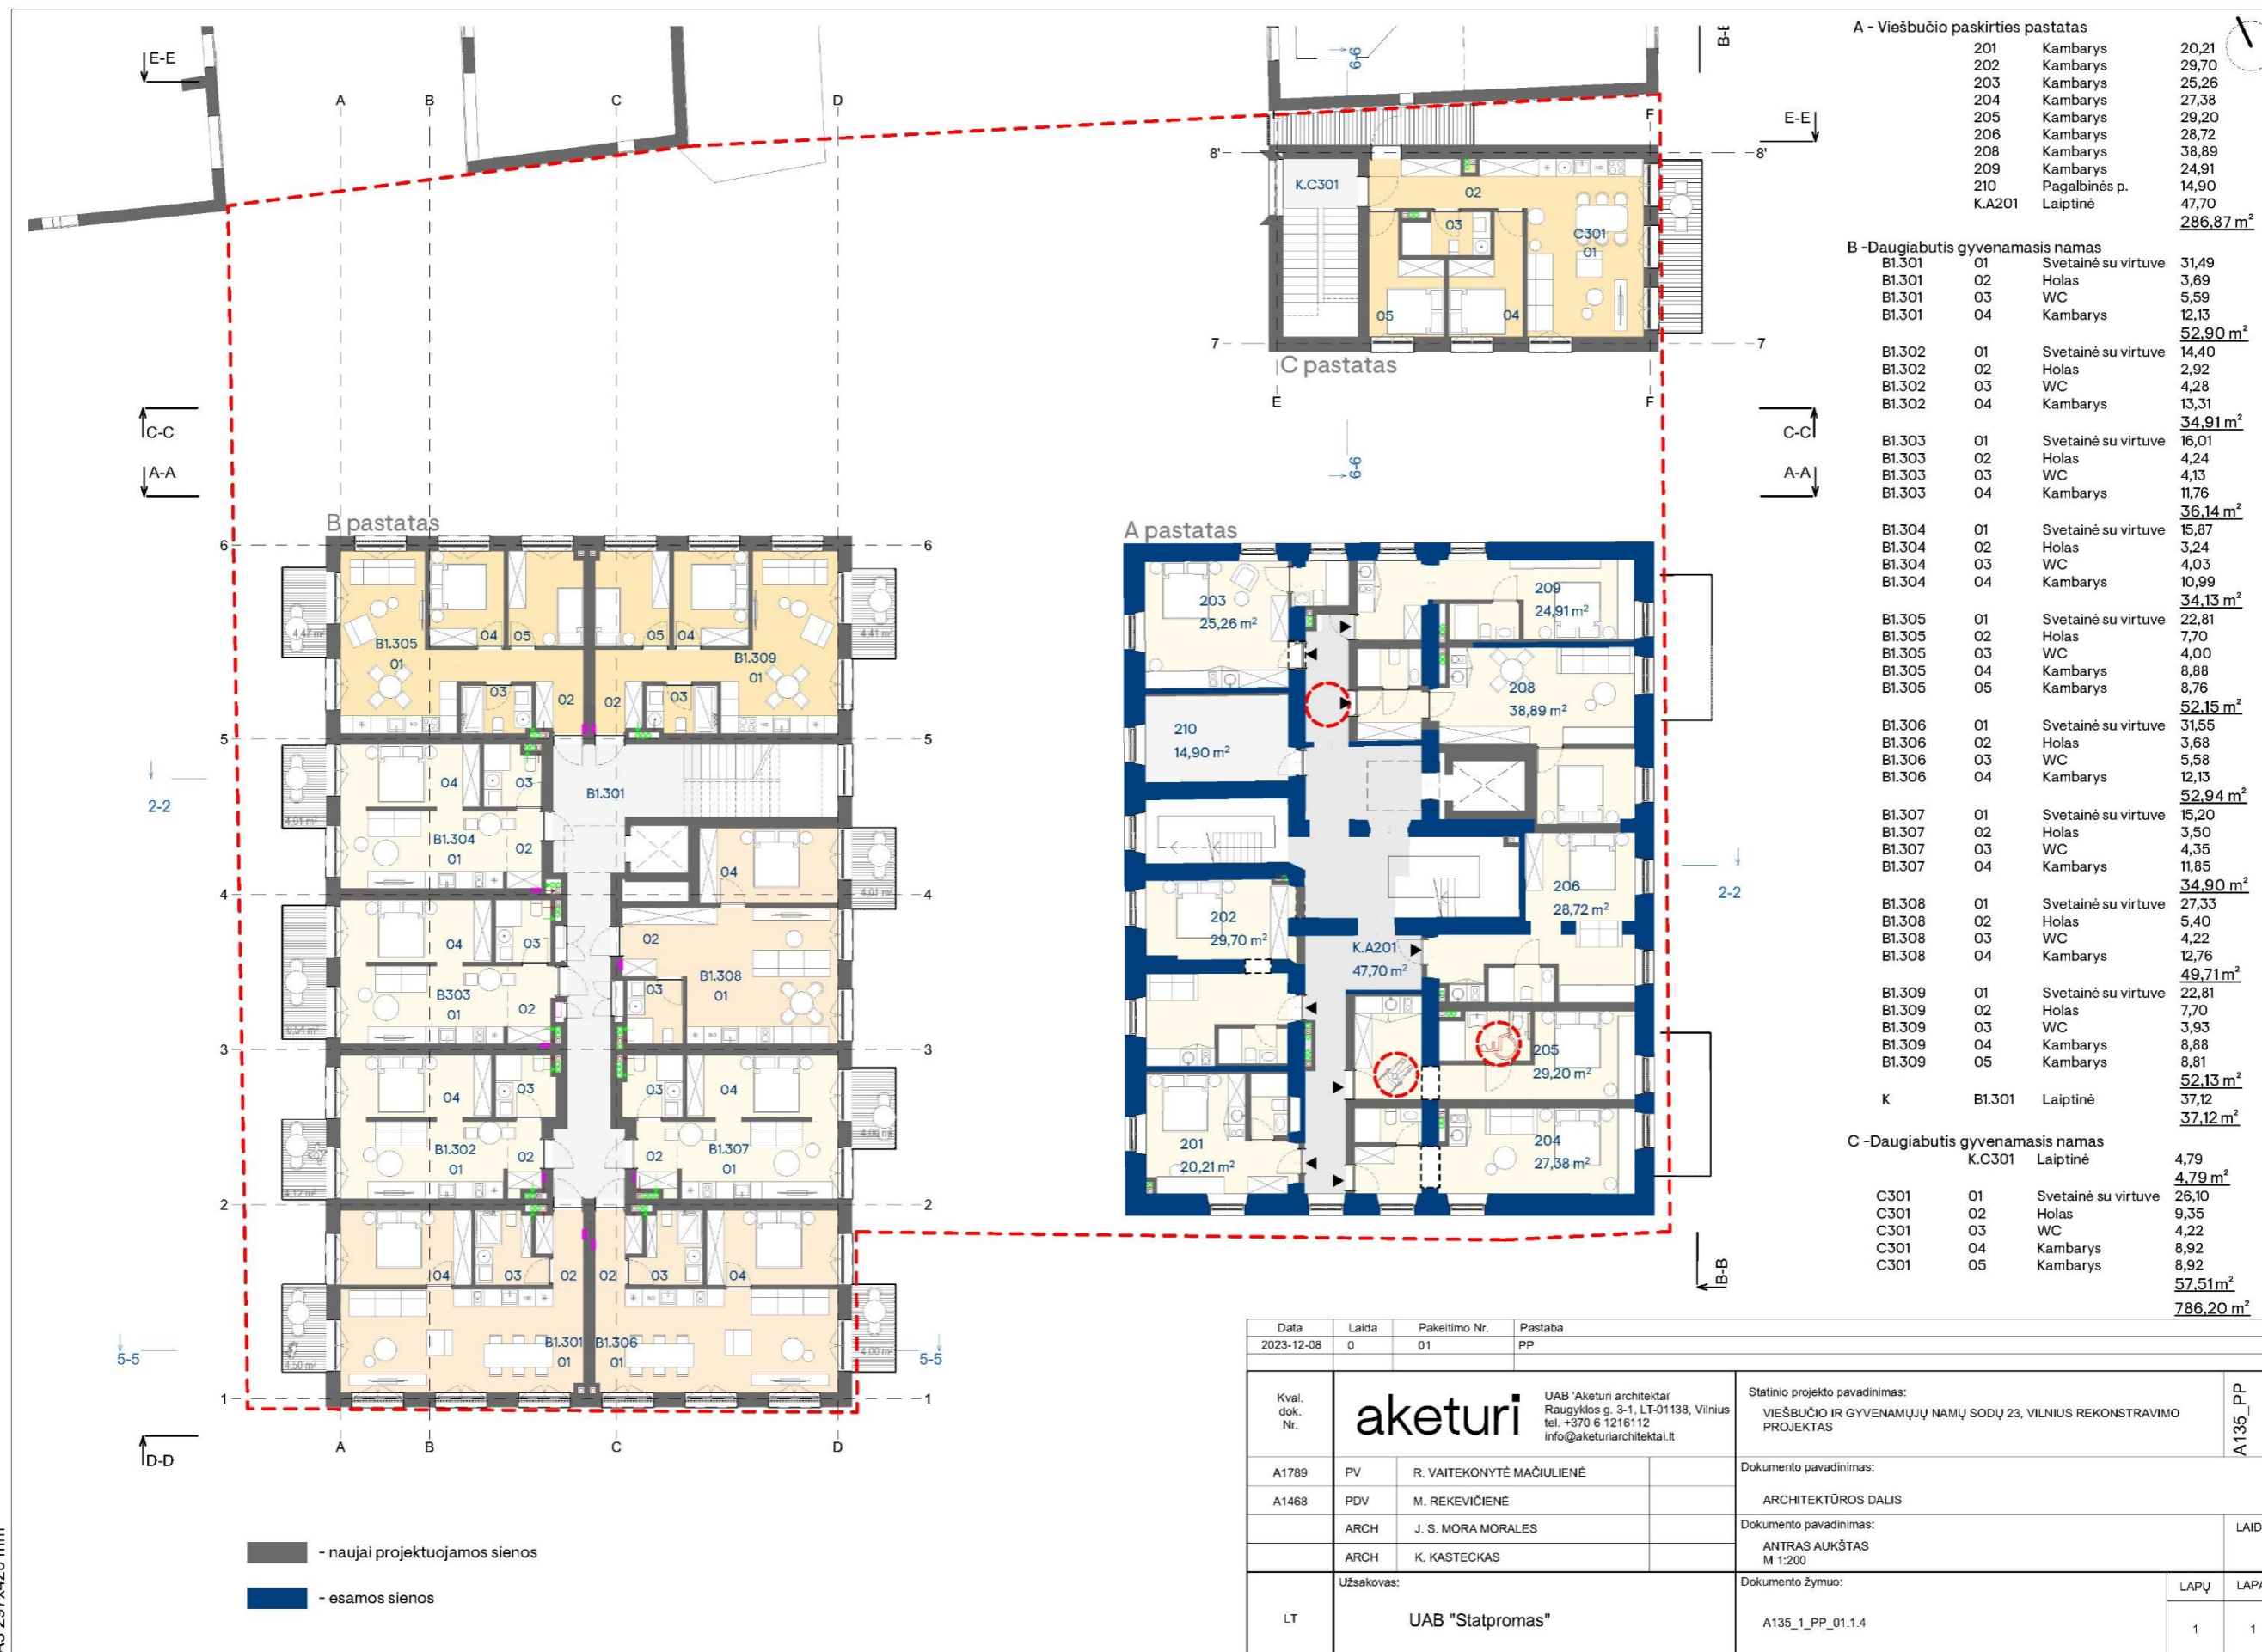 A - Viešbučio paskirties pastatas
201 Kambarys 20,21
202 Kambarys 29,70
203 Kambarys 25,26
204 Kambarys 27,38
205 Kambarys 29,20
206 Kambarys 28,72
208 Kambarys 38,89
209 Kambarys 24,91
210 Pagalbinės p. 14,90
K.A201 Laiptinė 47,70
286,87 m²
B -Daugiabutis gyvenamasis namas
B1.301 01 Svetainė su virtuve 31,49
B1.301 02 Holas 3,69
B1.301 03 WC 5,59
B1.301 04 Kambarys 12,13
52,90 m²
B1.302 01 Svetainė su virtuve 14,40
B1.302 02 Holas 2,92
B1.302 03 WC 4,28
B1.302 04 Kambarys 13,31
34,91 m²
B1.303 01 Svetainė su virtuve 16,01
B1.303 02 Holas 4,24
B1.303 03 WC 4,13
B1.303 04 Kambarys 11,76
36,14 m²
B1.304 01 Svetainė su virtuve 15,87
B1.304 02 Holas 3,24
B1.304 03 WC 4,03
B1.304 04 Kambarys 10,99
34,13 m²
B1.305 01 Svetainė su virtuve 22,81
B1.305 02 Holas 7,70
B1.305 03 WC 4,00
B1.305 04 Kambarys 8,88
B1.305 05 Kambarys 8,76
52,15 m²
B1.306 01 Svetainė su virtuve 31,55
B1.306 02 Holas 3,68
B1.306 03 WC 5,58
B1.306 04 Kambarys 12,13
52,94 m²
B1.307 01 Svetainė su virtuve 15,20
B1.307 02 Holas 3,50
B1.307 03 WC 4,35
B1.307 04 Kambarys 11,85
34,90 m²
B1.308 01 Svetainė su virtuve 27,33
B1.308 02 Holas 5,40
B1.308 03 WC 4,22
B1.308 04 Kambarys 12,76
49,71 m²
B1.309 01 Svetainė su virtuve 22,81
B1.309 02 Holas 7,70
B1.309 03 WC 3,93
B1.309 04 Kambarys 8,88
B1.309 05 Kambarys 8,81
52,13 m²
K B1.301 Laiptinė 37,12
37,12 m²
C -Daugiabutis gyvenamasis namas
K.C301 Laiptinė 4,79
4,79 m²
C301 01 Svetainė su virtuve 26,10
C301 02 Holas 9,35
C301 03 WC 4,22
C301 04 Kambarys 8,92
C301 05 Kambarys 8,92
57,51 m²
786,20 m²
E-E
6-6
E-E
A B C D
E F
8' 8'
K.C301
02
03
C301
01
05 04
7 7
C pastatas
E F
C-C
A-A
C-C
A-A
6-6
B pastatas
6 6
B1.305
01
04 05 05 04
B1.309
01
4,41 m²
03 02 02 03
5 5
04 03
B1.301
2-2
4,01 m²
B1.304
01
02
04
4,01 m²
4 4
04 03 02
B303
01
02
B1.308
01
03
3 3
04 03 03 04
B1.302
01
02 02
B1.307
01
4,12 m²
2 2
04 03 02 02 03 04
B1.301
01
B1.306
01
4,50 m²
4,00 m²
5-5 5-5
1 1
A B C D
D-D
A pastatas
203
25,26 m²
209
24,91 m²
208
38,89 m²
210
14,90 m²
206
28,72 m²
2-2
202
29,70 m²
K.A201
47,70 m²
205
29,20 m²
201
20,21 m²
204
27,38 m²
B-B
- naujai projektuojamos sienos
- esamos sienos
Data Laida Pakeitimo Nr. Pastaba
2023-12-08 0 01 PP
Kval.
dok.
Nr.
aketuri
UAB 'Aketuri architektai'
Raugyklos g. 3-1, LT-01138, Vilnius
tel. +370 6 1216112
info@aketuriarchitektai.lt
Statinio projekto pavadinimas:
VIEŠBUČIO IR GYVENAMŲJŲ NAMŲ SODŲ 23, VILNIUS REKONSTRAVIMO
PROJEKTAS
A135_PP
A1789 PV R. VAITEKONYTĖ MAČIULIENĖ
A1468 PDV M. REKEVIČIENĖ
ARCH J. S. MORA MORALES
ARCH K. KASTECKAS
Dokumento pavadinimas:
ARCHITEKTŪROS DALIS
Dokumento pavadinimas:
ANTRAS AUKŠTAS
M 1:200
LAID
LT
Užsakovas:
UAB "Statpromas"
Dokumento žymuo:
A135_1_PP_01.1.4
LAPŲ LAPA
1 1